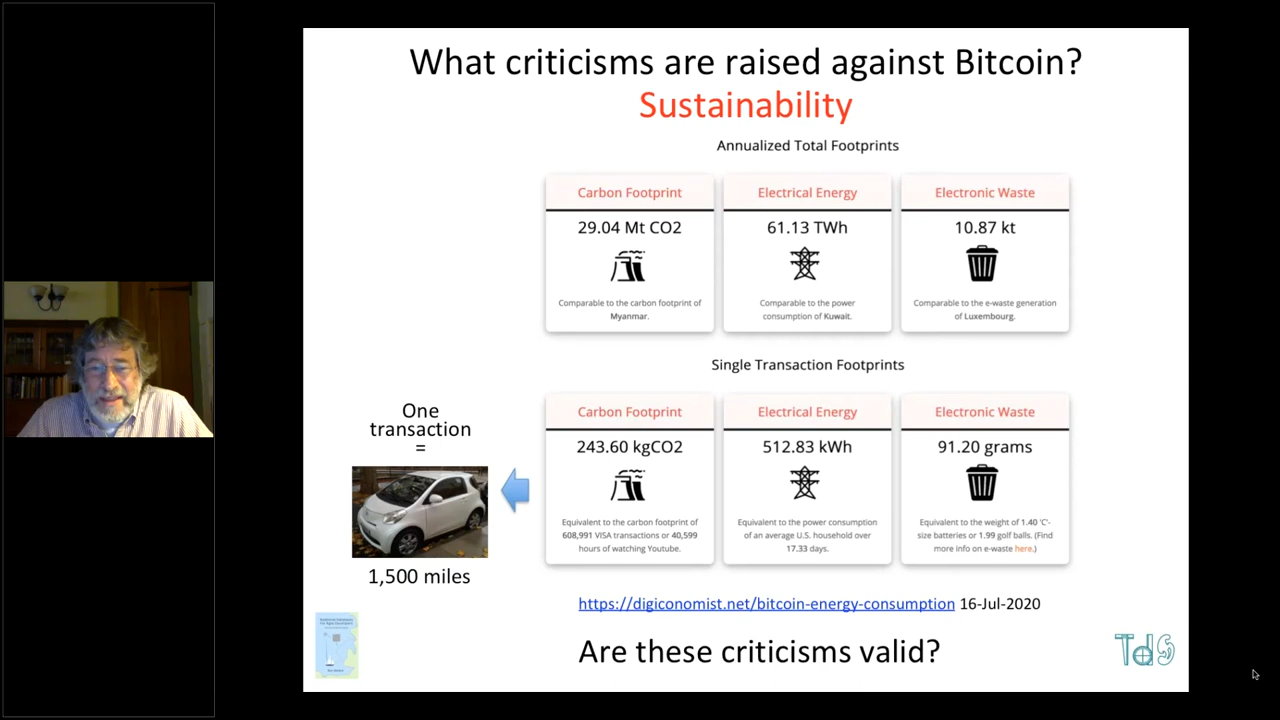 What criticisms are raised against Bitcoin?
Sustainability
Annualized Total Footprints
Carbon Footprint
29.04 Mt CO2
Comparable to the carbon footprint of
Myanmar.
Electrical Energy
61.13 TWh
Comparable to the power
consumption of Kuwait.
Electronic Waste
10.87 kt
Comparable to the e-waste generation
of Luxembourg.
Single Transaction Footprints
One
transaction
=
1,500 miles
Carbon Footprint
243.60 kgCO2
Equivalent to the carbon footprint of
608,991 VISA transactions or 40,599
hours of watching Youtube.
Electrical Energy
512.83 kWh
Equivalent to the power consumption
of an average U.S. household over
17.33 days.
Electronic Waste
91.20 grams
Equivalent to the weight of 1.40 'C'-
size batteries or 1.99 golf balls. (Find
more info on e-waste here.)
https://digiconomist.net/bitcoin-energy-consumption 16-Jul-2020
Are these criticisms valid?
TdS